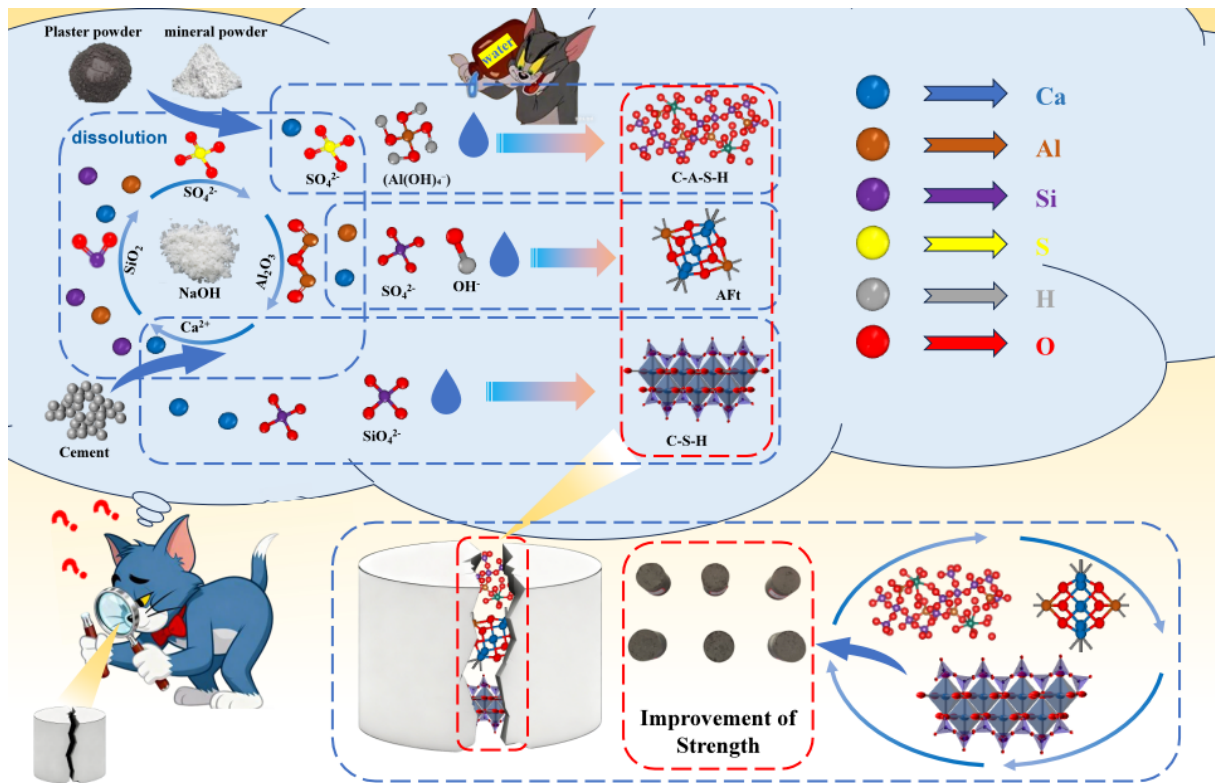 Plaster powder
mineral powder
water
Ca
dissolution
Al
SO₄²⁻
SO₄²⁻
(Al(OH)₄⁻)
C-A-S-H
Si
SiO₂
NaOH
Al₂O₃
S
SO₄²⁻
OH⁻
AFt
H
Ca²⁺
O
Cement
SiO₄²⁻
C-S-H
? ? ?
Improvement of
Strength